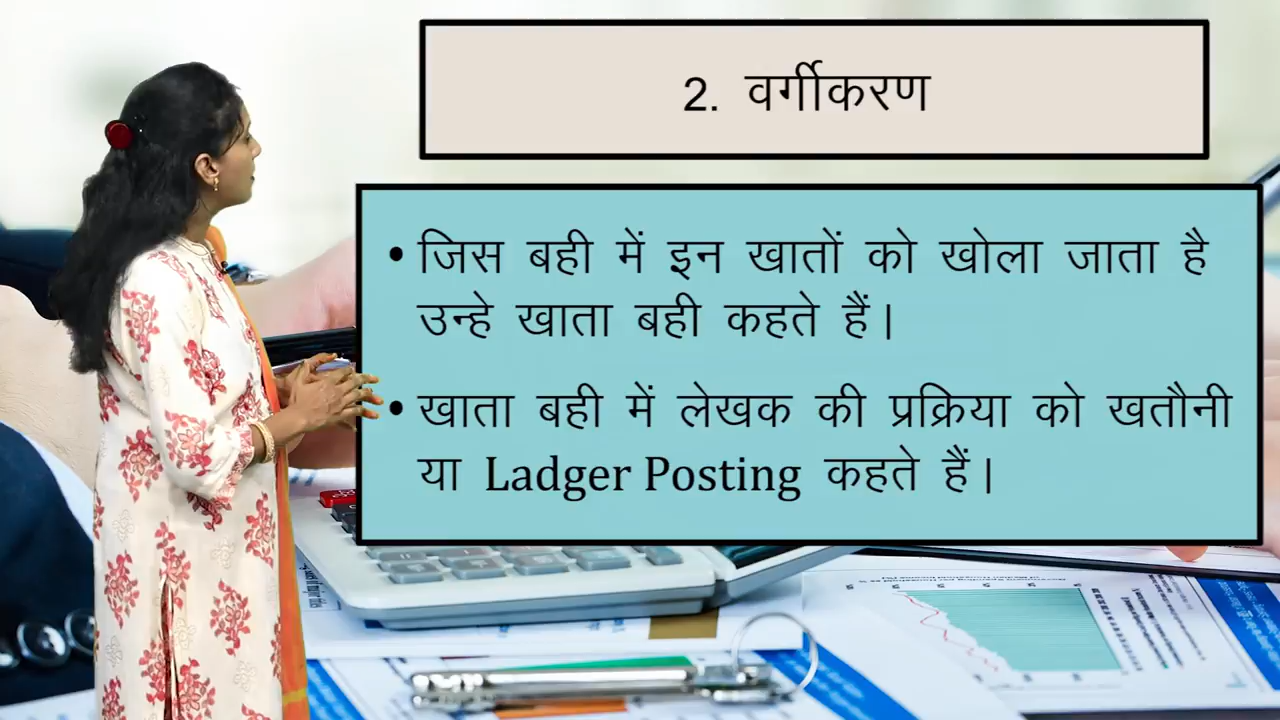 2. वर्गीकरण
• जिस बही में इन खातों को खोला जाता है
उन्हे खाता बही कहते हैं।
• खाता बही में लेखक की प्रक्रिया को खतौनी
या Ladger Posting कहते हैं।